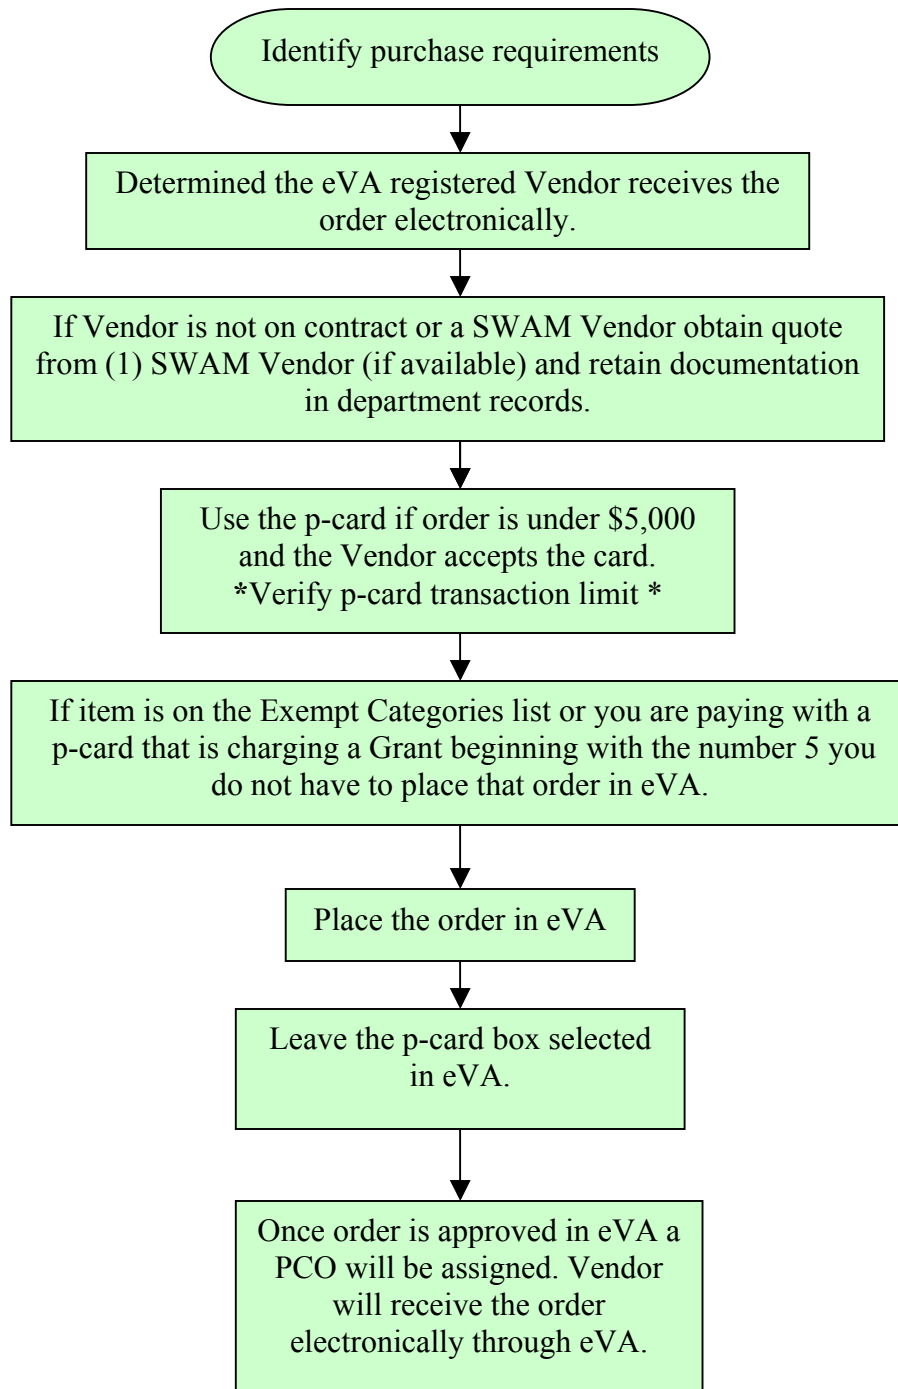 Identify purchase requirements
Determined the eVA registered Vendor receives the
order electronically.
If Vendor is not on contract or a SWAM Vendor obtain quote
from (1) SWAM Vendor (if available) and retain documentation
in department records.
Use the p-card if order is under $5,000
and the Vendor accepts the card.
*Verify p-card transaction limit *
If item is on the Exempt Categories list or you are paying with a
p-card that is charging a Grant beginning with the number 5 you
do not have to place that order in eVA.
Place the order in eVA
Leave the p-card box selected
in eVA.
Once order is approved in eVA a
PCO will be assigned. Vendor
will receive the order
electronically through eVA.